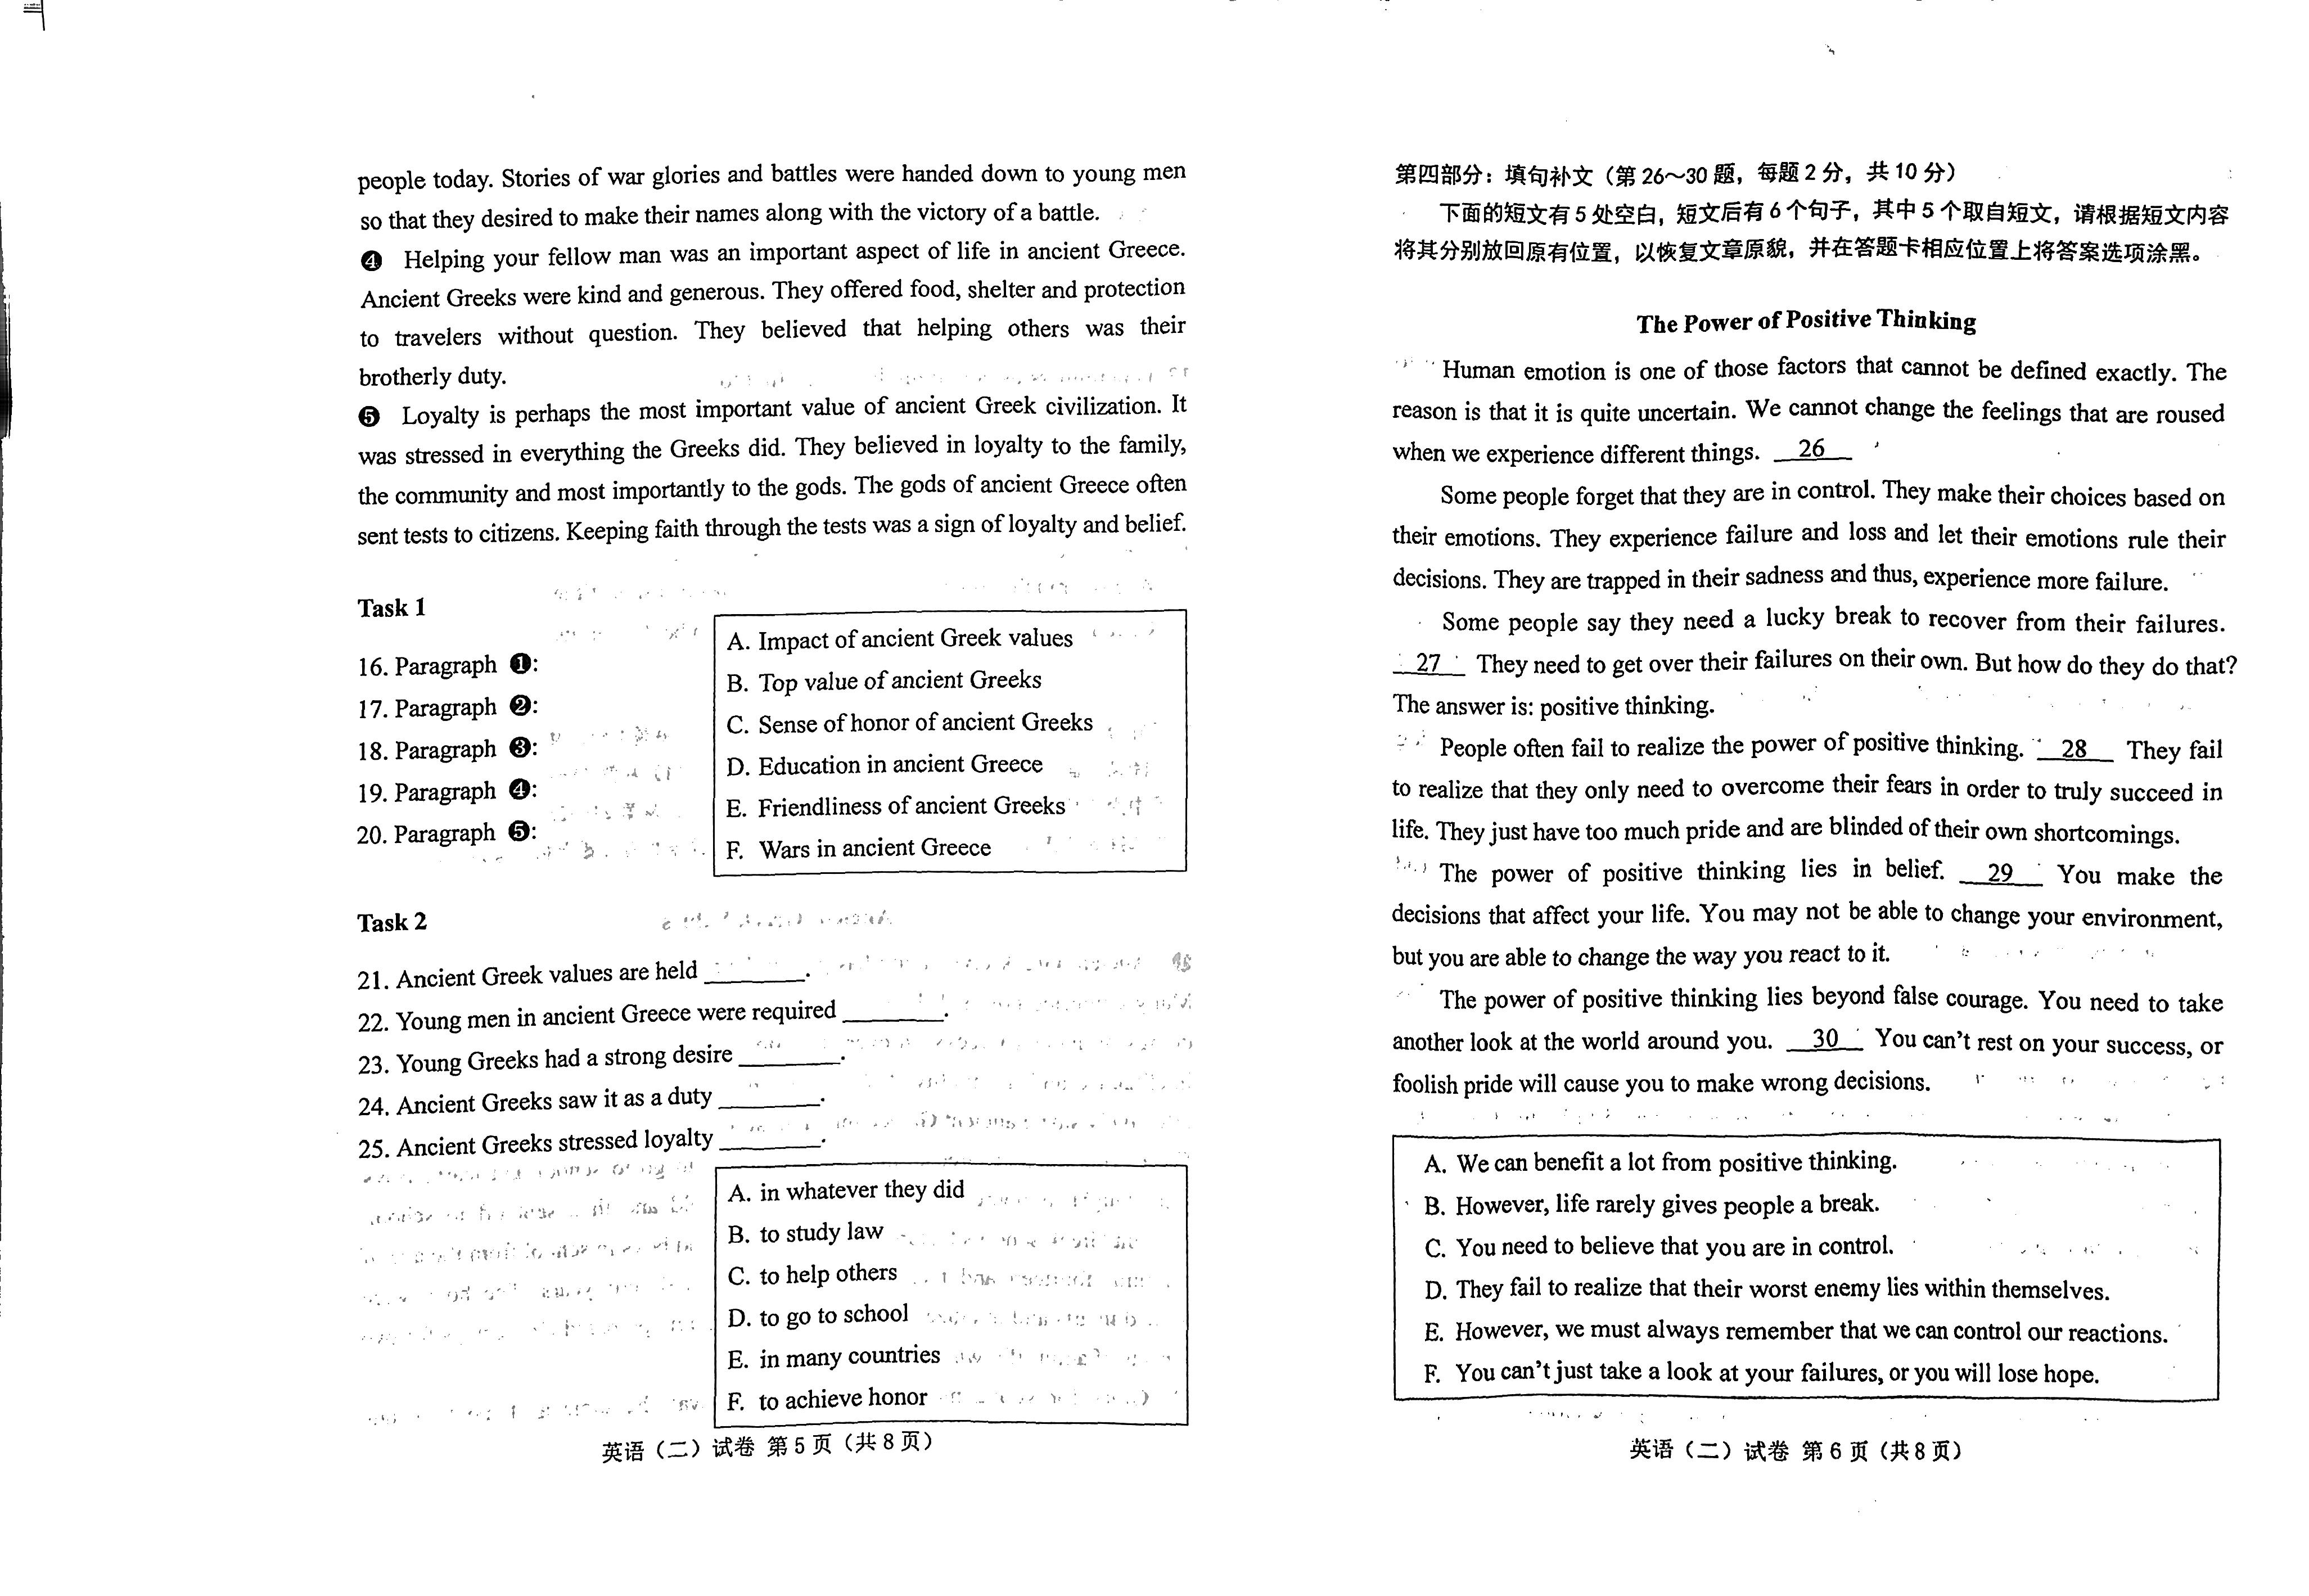 people today. Stories of war glories and battles were handed down to young men
so that they desired to make their names along with the victory of a battle.
❹ Helping your fellow man was an important aspect of life in ancient Greece.
Ancient Greeks were kind and generous. They offered food, shelter and protection
to travelers without question. They believed that helping others was their
brotherly duty.
❺ Loyalty is perhaps the most important value of ancient Greek civilization. It
was stressed in everything the Greeks did. They believed in loyalty to the family,
the community and most importantly to the gods. The gods of ancient Greece often
sent tests to citizens. Keeping faith through the tests was a sign of loyalty and belief.
Task 1
16. Paragraph ❶:
17. Paragraph ❷:
18. Paragraph ❸:
19. Paragraph ❹:
20. Paragraph ❺:
A. Impact of ancient Greek values
B. Top value of ancient Greeks
C. Sense of honor of ancient Greeks
D. Education in ancient Greece
E. Friendliness of ancient Greeks
F. Wars in ancient Greece
Task 2
21. Ancient Greek values are held ________.
22. Young men in ancient Greece were required ________.
23. Young Greeks had a strong desire ________.
24. Ancient Greeks saw it as a duty ________.
25. Ancient Greeks stressed loyalty ________.
A. in whatever they did
B. to study law
C. to help others
D. to go to school
E. in many countries
F. to achieve honor
英语（二）试卷 第5页（共8页）
第四部分：填句补文（第26～30题，每题2分，共10分）
下面的短文有5处空白，短文后有6个句子，其中5个取自短文，请根据短文内容
将其分别放回原有位置，以恢复文章原貌，并在答题卡相应位置上将答案选项涂黑。
The Power of Positive Thinking
Human emotion is one of those factors that cannot be defined exactly. The
reason is that it is quite uncertain. We cannot change the feelings that are roused
when we experience different things. __26__
Some people forget that they are in control. They make their choices based on
their emotions. They experience failure and loss and let their emotions rule their
decisions. They are trapped in their sadness and thus, experience more failure.
Some people say they need a lucky break to recover from their failures.
__27__ They need to get over their failures on their own. But how do they do that?
The answer is: positive thinking.
People often fail to realize the power of positive thinking. __28__ They fail
to realize that they only need to overcome their fears in order to truly succeed in
life. They just have too much pride and are blinded of their own shortcomings.
The power of positive thinking lies in belief. __29__ You make the
decisions that affect your life. You may not be able to change your environment,
but you are able to change the way you react to it.
The power of positive thinking lies beyond false courage. You need to take
another look at the world around you. __30__ You can't rest on your success, or
foolish pride will cause you to make wrong decisions.
A. We can benefit a lot from positive thinking.
B. However, life rarely gives people a break.
C. You need to believe that you are in control.
D. They fail to realize that their worst enemy lies within themselves.
E. However, we must always remember that we can control our reactions.
F. You can't just take a look at your failures, or you will lose hope.
英语（二）试卷 第6页（共8页）